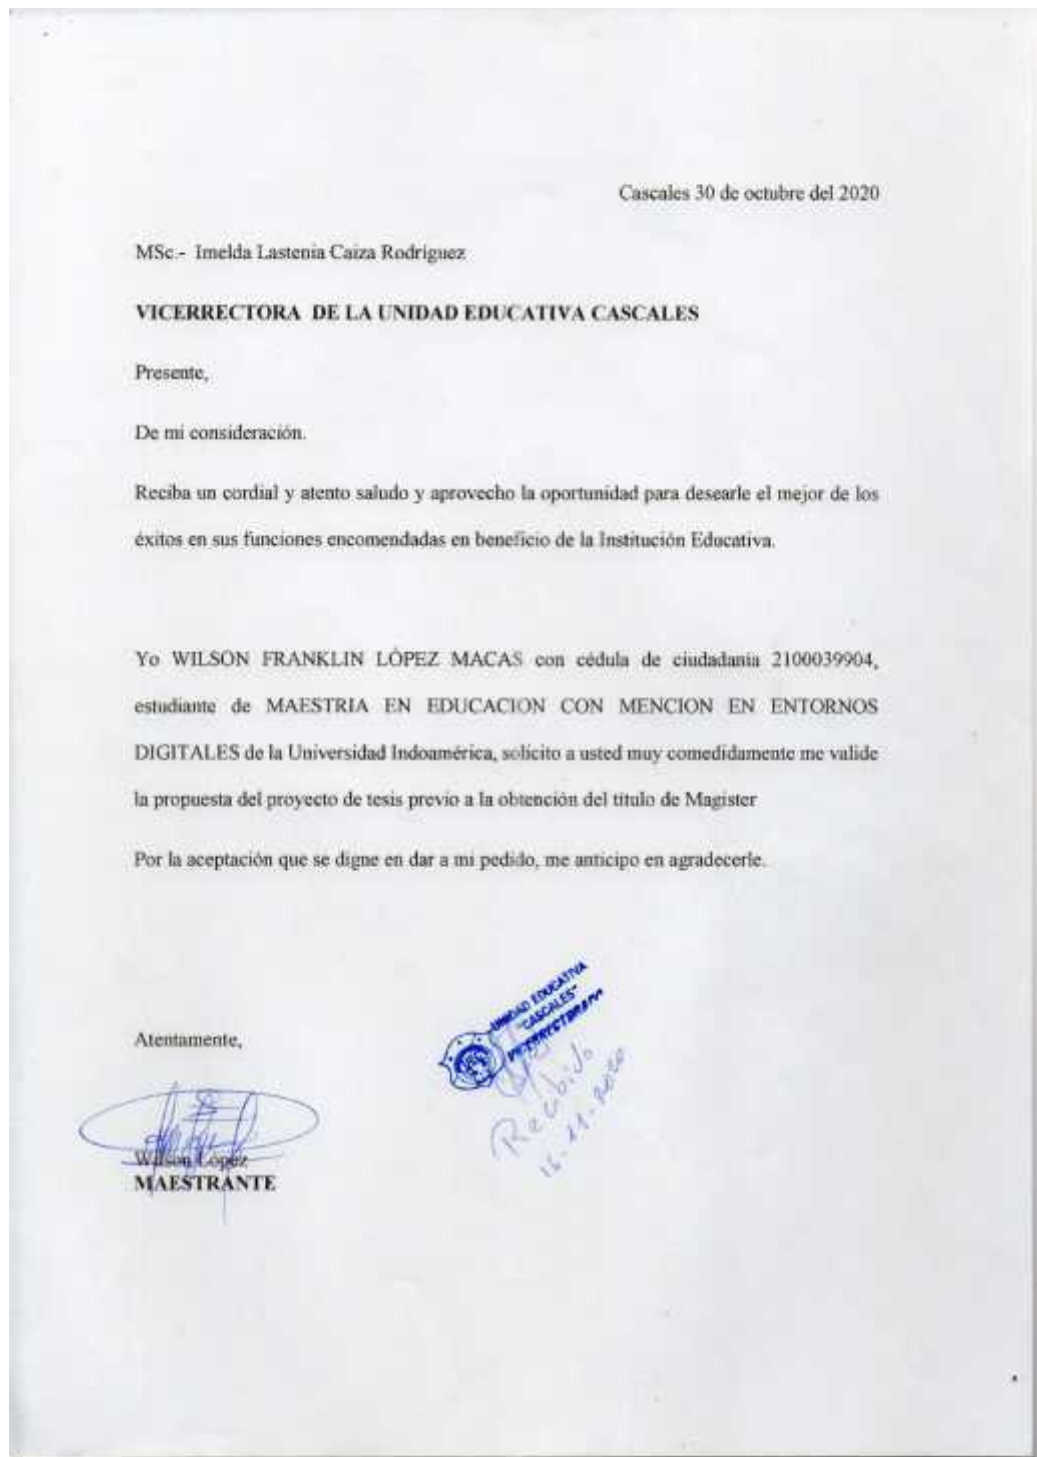 Cascales 30 de octubre del 2020
MSc.- Imelda Lastenia Caiza Rodríguez
VICERRECTORA DE LA UNIDAD EDUCATIVA CASCALES
Presente,
De mi consideración.
Reciba un cordial y atento saludo y aprovecho la oportunidad para desearle el mejor de los
éxitos en sus funciones encomendadas en beneficio de la Institución Educativa.
Yo WILSON FRANKLIN LÓPEZ MACAS con cédula de ciudadanía 2100039904,
estudiante de MAESTRIA EN EDUCACION CON MENCION EN ENTORNOS
DIGITALES de la Universidad Indoamérica, solicito a usted muy comedidamente me valide
la propuesta del proyecto de tesis previo a la obtención del título de Magister
Por la aceptación que se digne en dar a mi pedido, me anticipo en agradecerle.
UNIDAD EDUCATIVA
"CASCALES"
VICERRECTORADO
Recibido
16-11-2020
Atentamente,
Wilson López
MAESTRANTE